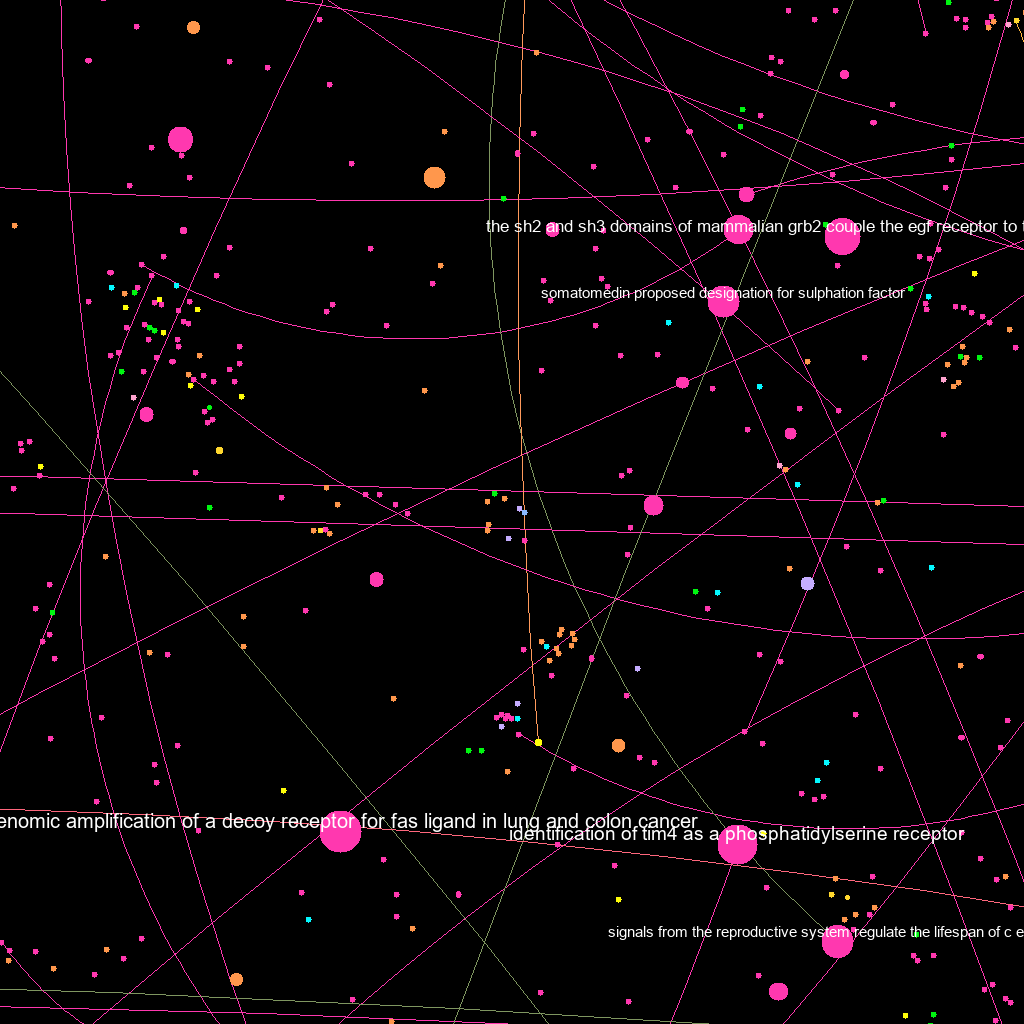 the sh2 and sh3 domains of mammalian grb2 couple the egf receptor to
somatomedin proposed designation for sulphation factor
enomic amplification of a decoy receptor for fas ligand in lung and colon cancer
identification of tim4 as a phosphatidylserine receptor
signals from the reproductive system regulate the lifespan of c e